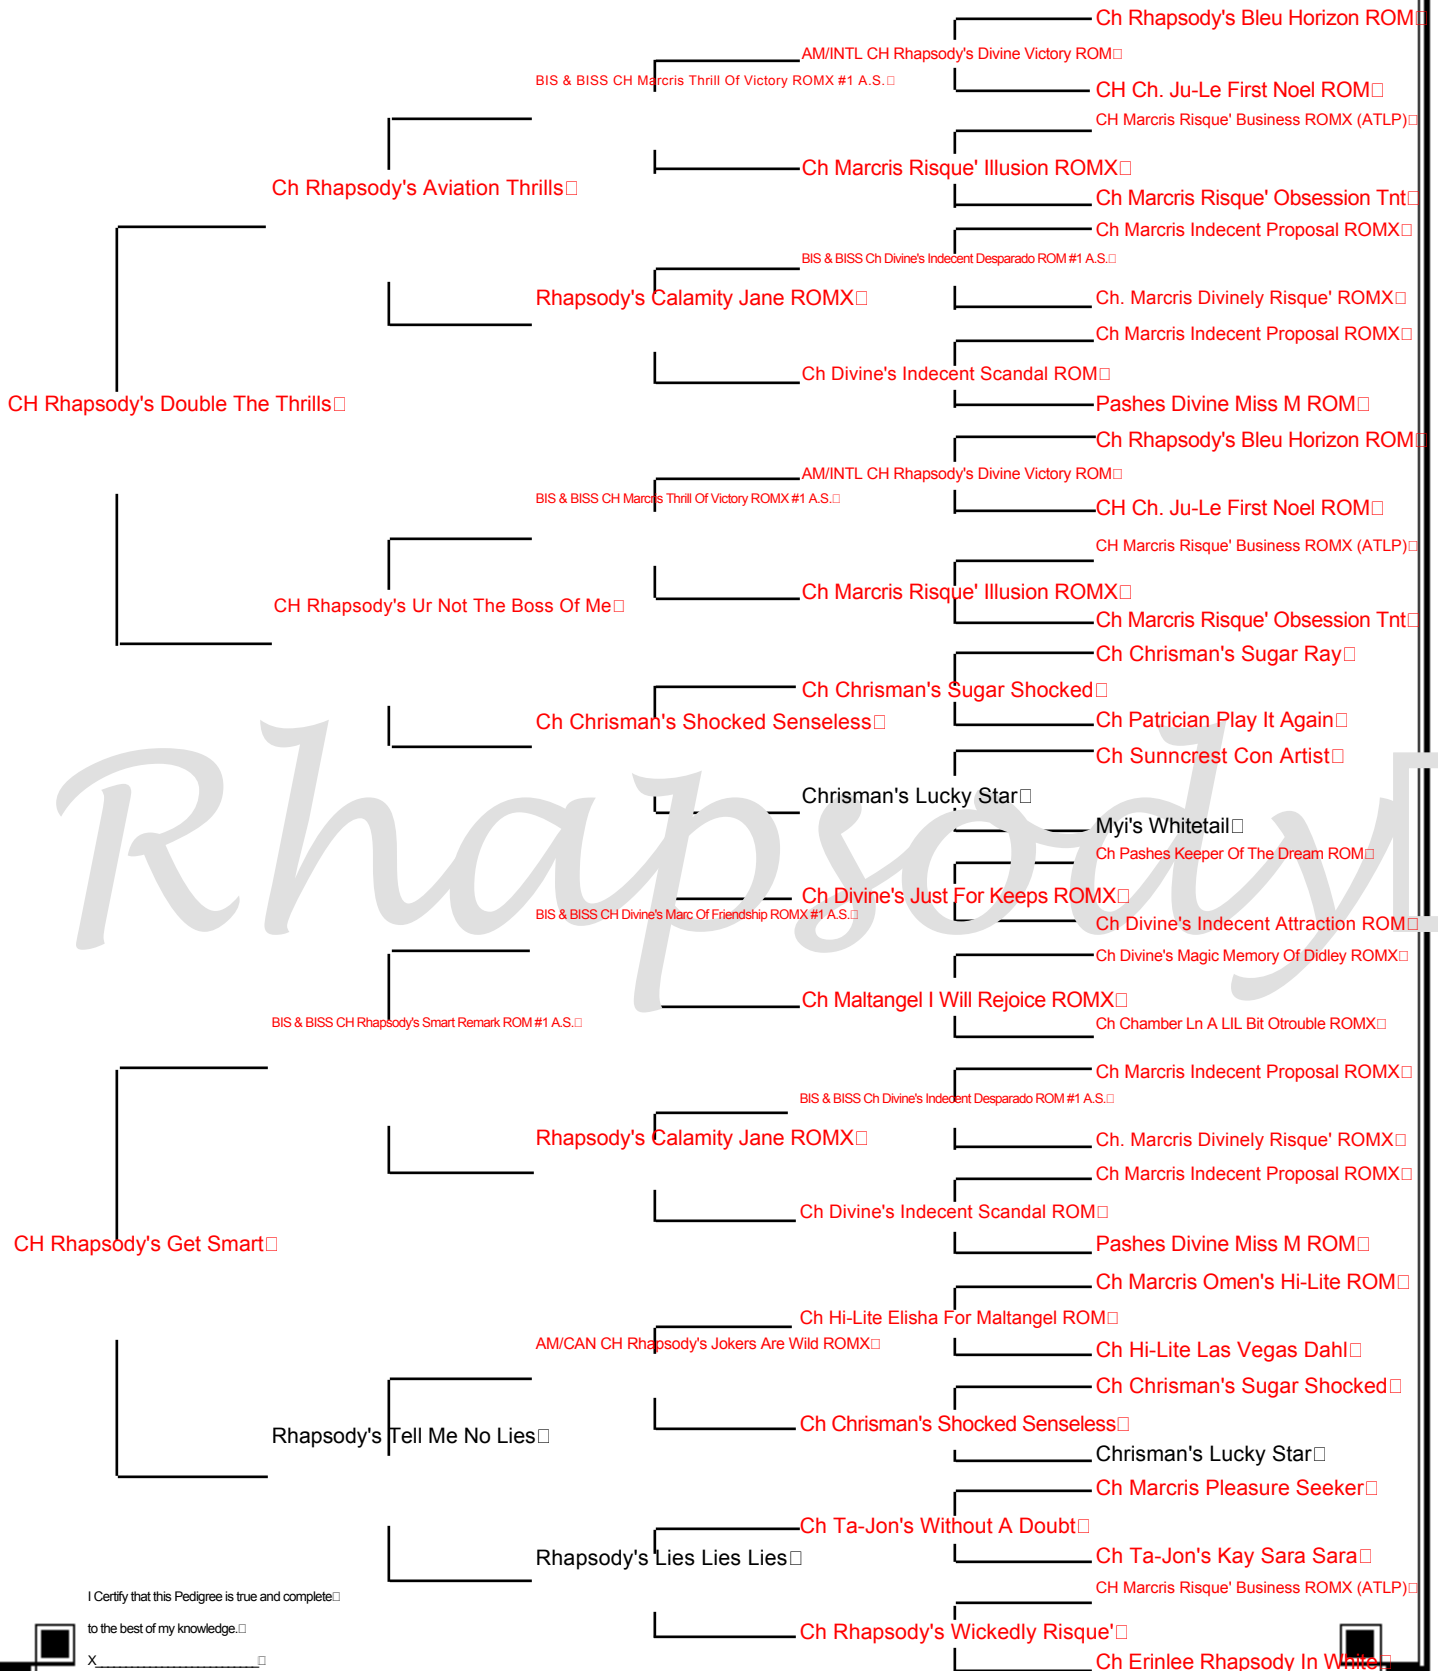 Ch Rhapsody's Bleu Horizon ROM
AM/INTL CH Rhapsody's Divine Victory ROM
BIS & BISS CH Marcris Thrill Of Victory ROMX #1 A.S.
CH Ch. Ju-Le First Noel ROM
CH Marcris Risque' Business ROMX (ATLP)
Ch Marcris Risque' Illusion ROMX
Ch Rhapsody's Aviation Thrills
Ch Marcris Risque' Obsession Tnt
Ch Marcris Indecent Proposal ROMX
BIS & BISS Ch Divine's Indecent Desparado ROM #1 A.S.
Rhapsody's Calamity Jane ROMX
Ch. Marcris Divinely Risque' ROMX
Ch Marcris Indecent Proposal ROMX
Ch Divine's Indecent Scandal ROM
CH Rhapsody's Double The Thrills
Pashes Divine Miss M ROM
Ch Rhapsody's Bleu Horizon ROM
AM/INTL CH Rhapsody's Divine Victory ROM
BIS & BISS CH Marcris Thrill Of Victory ROMX #1 A.S.
CH Ch. Ju-Le First Noel ROM
CH Marcris Risque' Business ROMX (ATLP)
Ch Marcris Risque' Illusion ROMX
CH Rhapsody's Ur Not The Boss Of Me
Ch Marcris Risque' Obsession Tnt
Ch Chrisman's Sugar Ray
Ch Chrisman's Sugar Shocked
Ch Chrisman's Shocked Senseless
Ch Patrician Play It Again
Ch Sunncrest Con Artist
Chrisman's Lucky Star
Myi's Whitetail
Rhapsody
Ch Pashes Keeper Of The Dream ROM
Ch Divine's Just For Keeps ROMX
BIS & BISS CH Divine's Marc Of Friendship ROMX #1 A.S.
Ch Divine's Indecent Attraction ROM
Ch Divine's Magic Memory Of Didley ROMX
Ch Maltangel I Will Rejoice ROMX
BIS & BISS CH Rhapsody's Smart Remark ROM #1 A.S.
Ch Chamber Ln A LIL Bit Otrouble ROMX
Ch Marcris Indecent Proposal ROMX
BIS & BISS Ch Divine's Indecent Desparado ROM #1 A.S.
Rhapsody's Calamity Jane ROMX
Ch. Marcris Divinely Risque' ROMX
Ch Marcris Indecent Proposal ROMX
Ch Divine's Indecent Scandal ROM
CH Rhapsody's Get Smart
Pashes Divine Miss M ROM
Ch Marcris Omen's Hi-Lite ROM
Ch Hi-Lite Elisha For Maltangel ROM
AM/CAN CH Rhapsody's Jokers Are Wild ROMX
Ch Hi-Lite Las Vegas Dahl
Ch Chrisman's Sugar Shocked
Ch Chrisman's Shocked Senseless
Rhapsody's Tell Me No Lies
Chrisman's Lucky Star
Ch Marcris Pleasure Seeker
Ch Ta-Jon's Without A Doubt
Rhapsody's Lies Lies Lies
Ch Ta-Jon's Kay Sara Sara
CH Marcris Risque' Business ROMX (ATLP)
I Certify that this Pedigree is true and complete
to the best of my knowledge.
Ch Rhapsody's Wickedly Risque'
X__________________________
Ch Erinlee Rhapsody In White